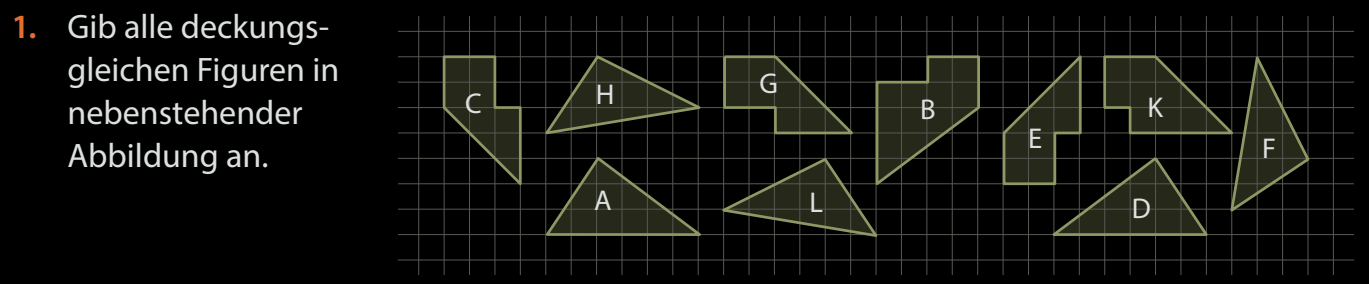 1. Gib alle deckungs-
gleichen Figuren in
nebenstehender
Abbildung an.
C H G B E K F
A L D